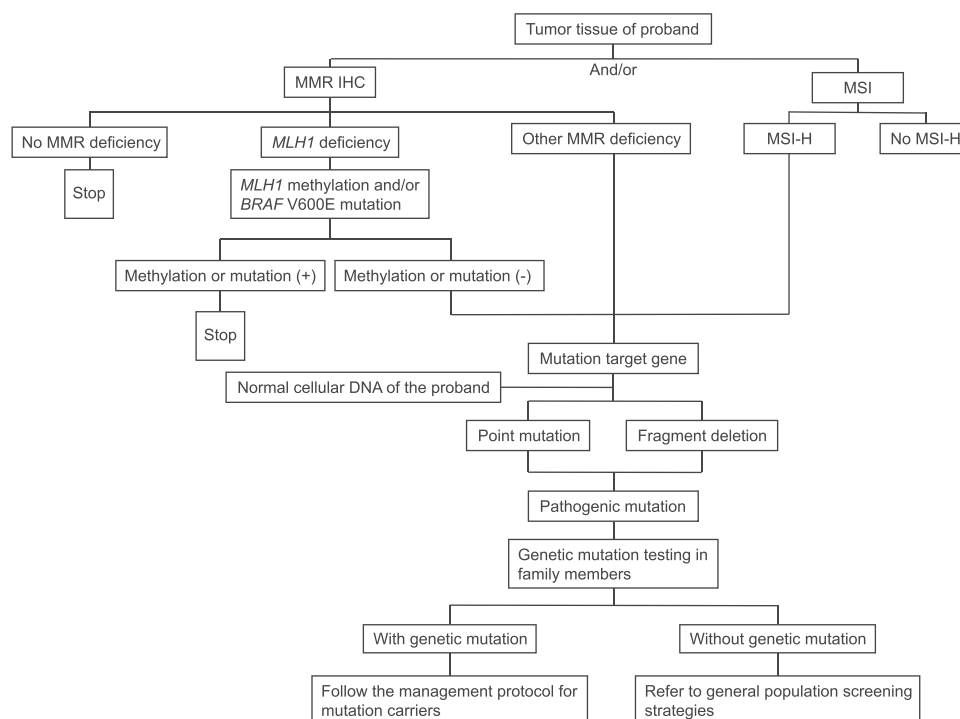 Tumor tissue of proband
And/or
MMR IHC
MSI
No MMR deficiency
MLH1 deficiency
Other MMR deficiency
MSI-H
No MSI-H
Stop
MLH1 methylation and/or
BRAF V600E mutation
Methylation or mutation (+)
Methylation or mutation (-)
Stop
Mutation target gene
Normal cellular DNA of the proband
Point mutation
Fragment deletion
Pathogenic mutation
Genetic mutation testing in
family members
With genetic mutation
Without genetic mutation
Follow the management protocol for
mutation carriers
Refer to general population screening
strategies